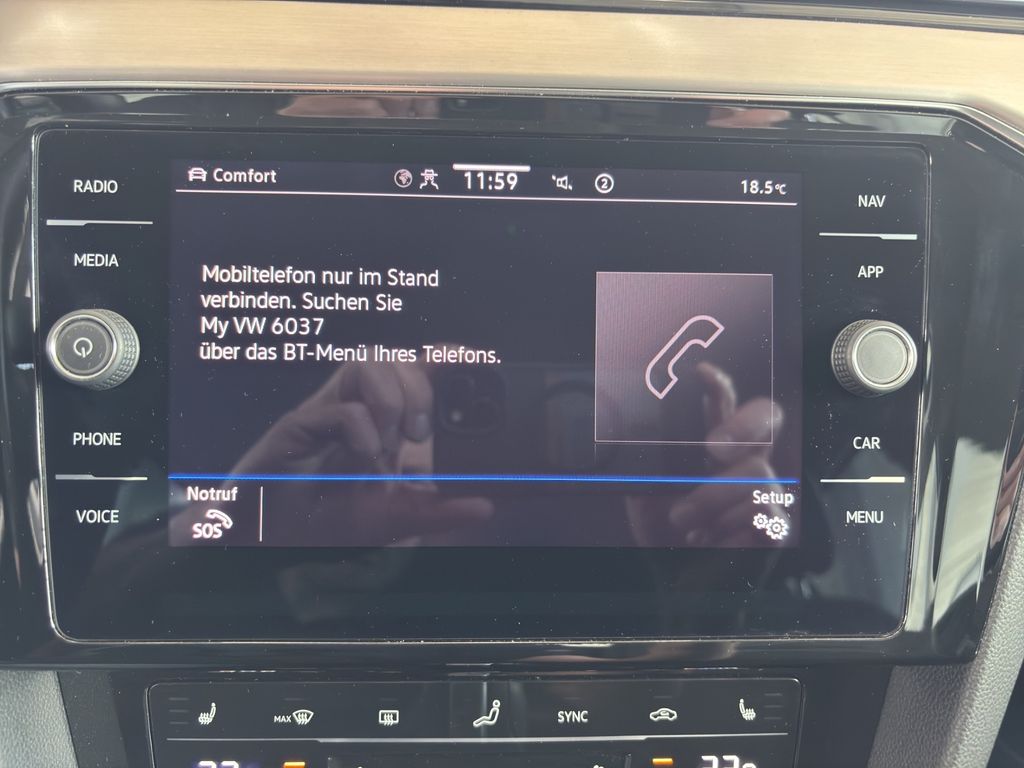 Comfort 11:59 2 18.5°C
RADIO
MEDIA
PHONE
VOICE
Mobiltelefon nur im Stand
verbinden. Suchen Sie
My VW 6037
über das BT-Menü Ihres Telefons.
Notruf
SOS
Setup
NAV
APP
CAR
MENU
MAX SYNC